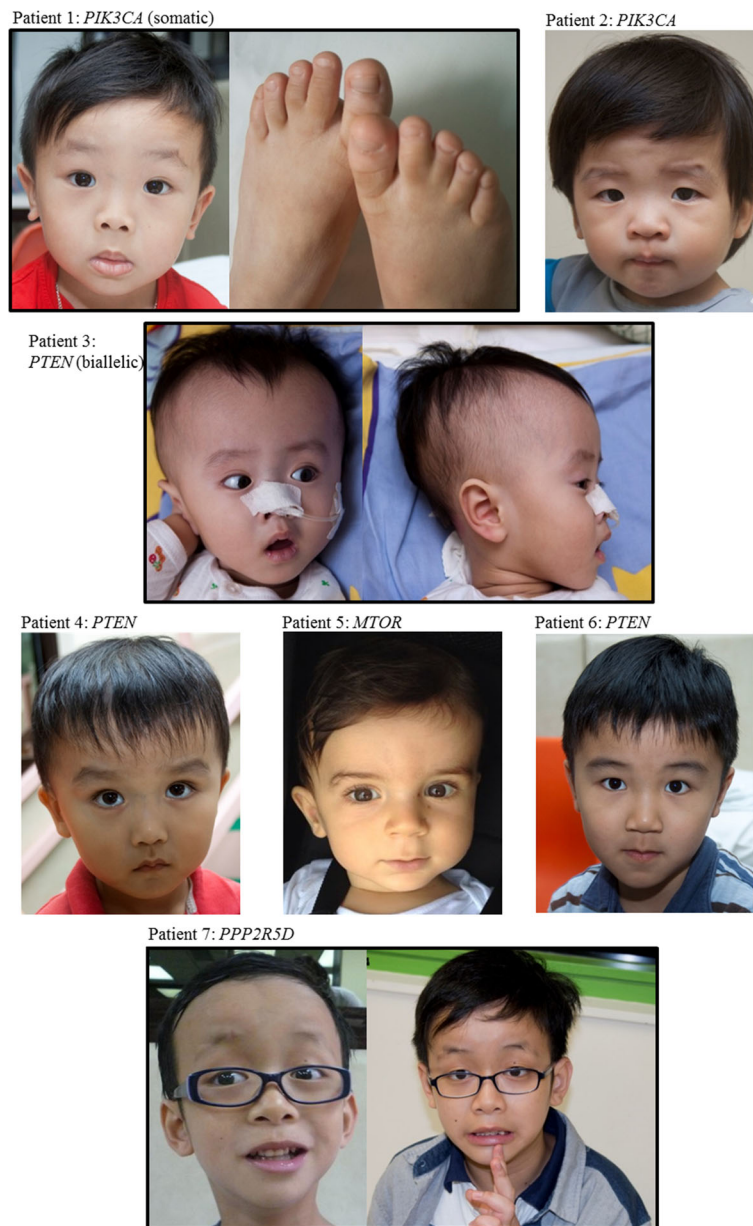 Patient 1: PIK3CA (somatic)
Patient 2: PIK3CA
Patient 3:
PTEN (biallelic)
Patient 4: PTEN
Patient 5: MTOR
Patient 6: PTEN
Patient 7: PPP2R5D